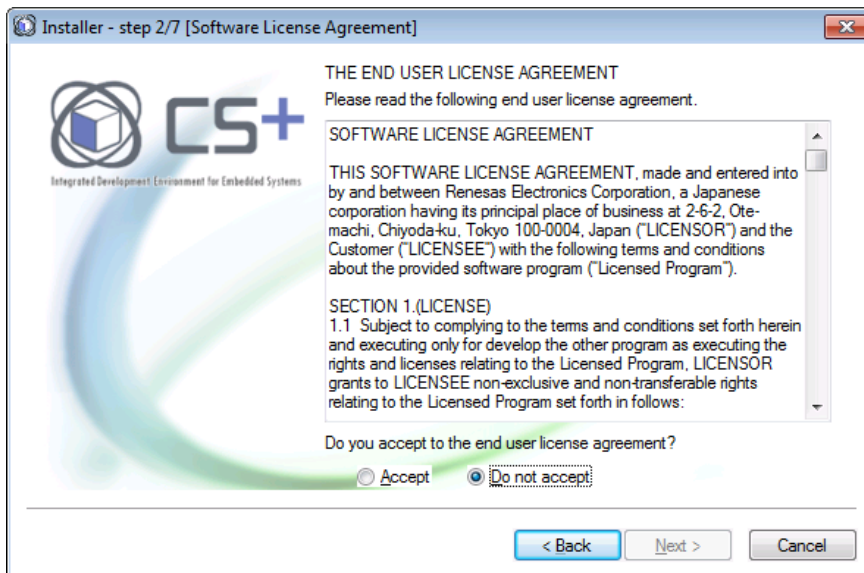 Installer - step 2/7 [Software License Agreement]
CS+
Integrated Development Environment for Embedded Systems
THE END USER LICENSE AGREEMENT
Please read the following end user license agreement.
SOFTWARE LICENSE AGREEMENT
THIS SOFTWARE LICENSE AGREEMENT, made and entered into
by and between Renesas Electronics Corporation, a Japanese
corporation having its principal place of business at 2-6-2, Ote-
machi, Chiyoda-ku, Tokyo 100-0004, Japan ("LICENSOR") and the
Customer ("LICENSEE") with the following terms and conditions
about the provided software program ("Licensed Program").
SECTION 1.(LICENSE)
1.1 Subject to complying to the terms and conditions set forth herein
and executing only for develop the other program as executing the
rights and licenses relating to the Licensed Program, LICENSOR
grants to LICENSEE non-exclusive and non-transferable rights
relating to the Licensed Program set forth in follows:
Do you accept to the end user license agreement?
Accept Do not accept
< Back Next > Cancel